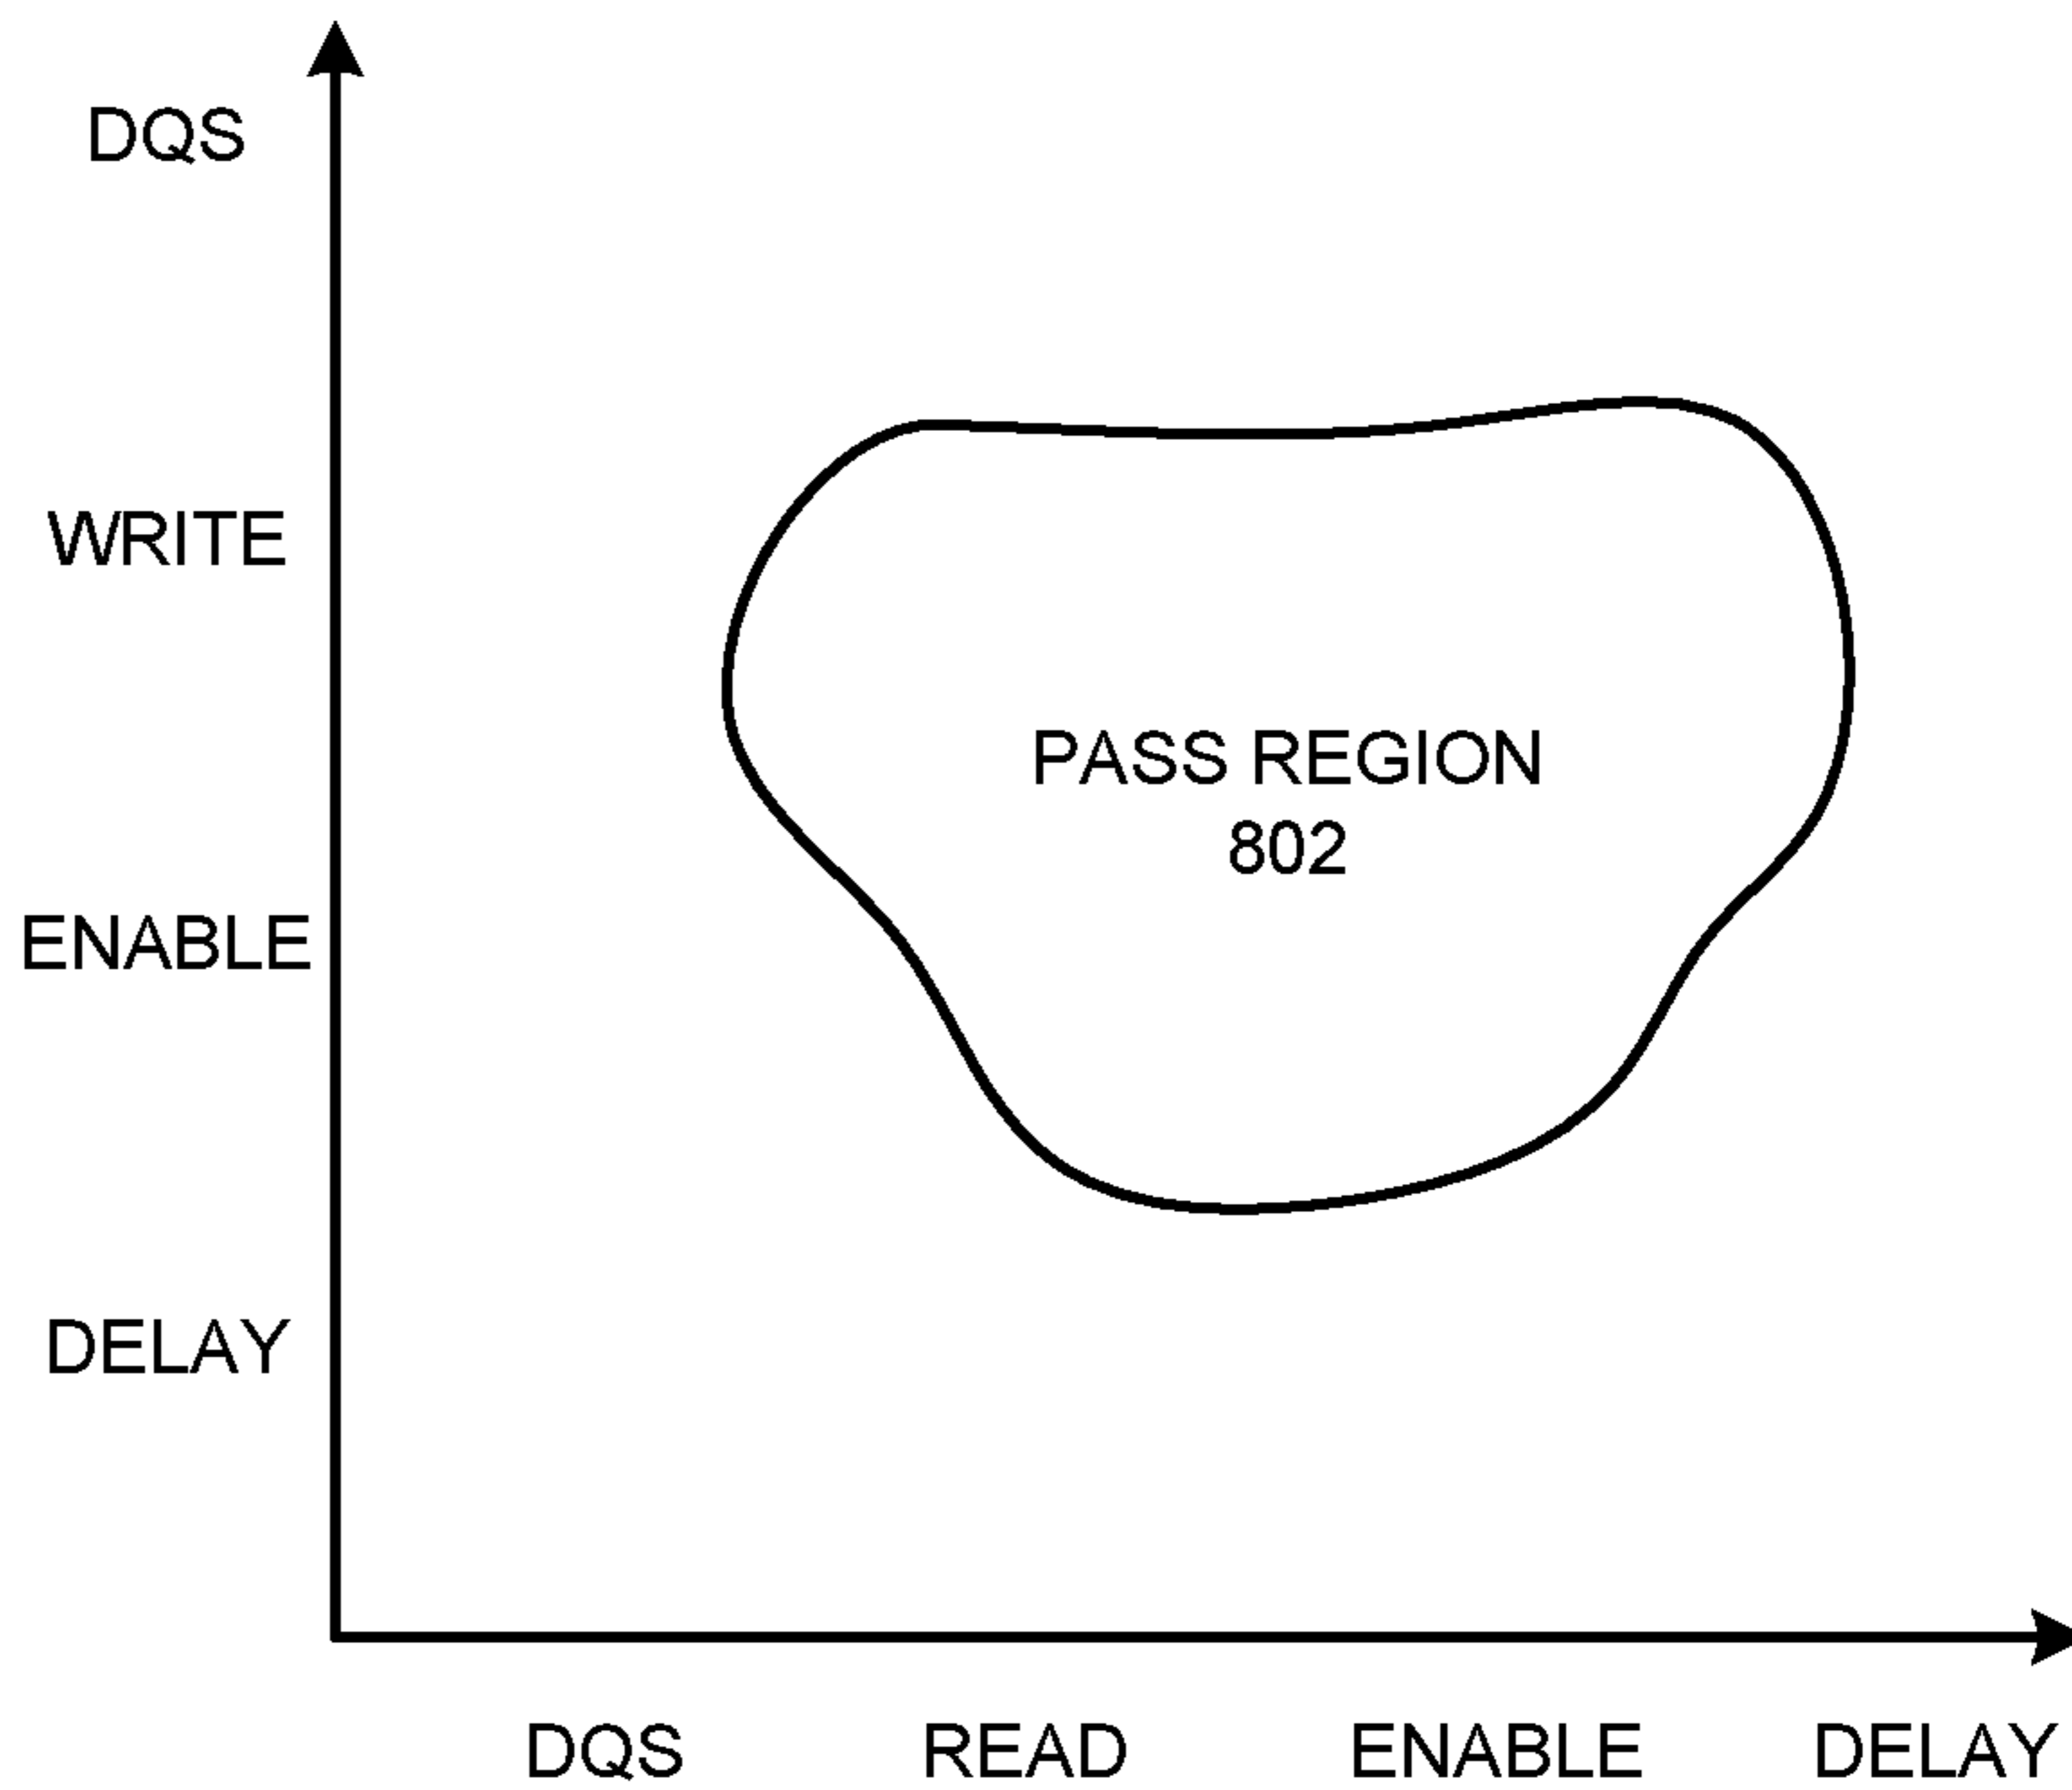 DQS
WRITE
ENABLE
DELAY
PASS REGION
802
DQS READ ENABLE DELAY